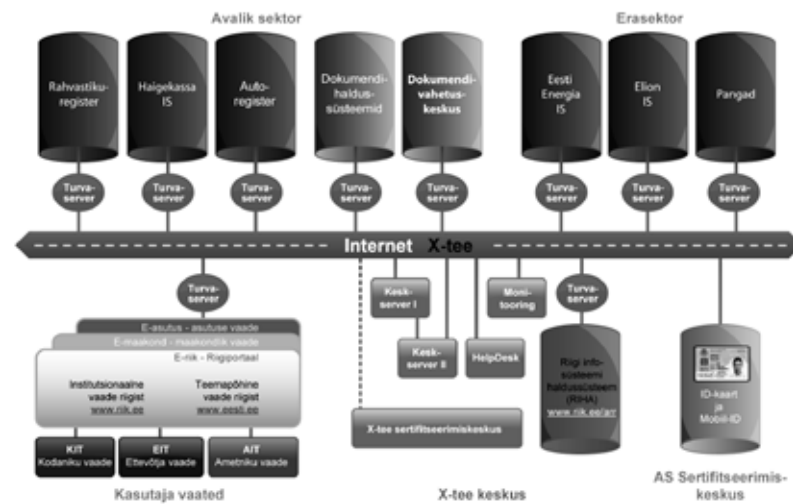 Avalik sektor
Erasektor
Rahvastiku-
register
Haigekassa
IS
Auto-
register
Dokumendi-
haldus-
süsteemid
Dokumendi-
vahetus-
keskus
Eesti
Energia
IS
Elion
IS
Pangad
Turva-
server
Turva-
server
Turva-
server
Turva-
server
Turva-
server
Turva-
server
Turva-
server
Turva-
server
Internet X-tee
Turva-
server
Kesk-
server I
Moni-
tooring
Turva-
server
E-asutus - asutuse vaade
E-maakond - maakondlik vaade
E-riik - Riigiportaal
Institutsionaalne
vaade riigist
www.riik.ee
Teemapõhine
vaade riigist
www.eesti.ee
Kesk-
server II
HelpDesk
Riigi info-
süsteemi
haldussüsteem
(RIHA)
www.riik.ee/arr
ID-kaart
ja
Mobiil-ID
X-tee sertifitseerimiskeskus
KIT
Kodaniku vaade
EIT
Ettevõtja vaade
AIT
Ametniku vaade
Kasutaja vaated
X-tee keskus
AS Sertifitseerimis-
keskus